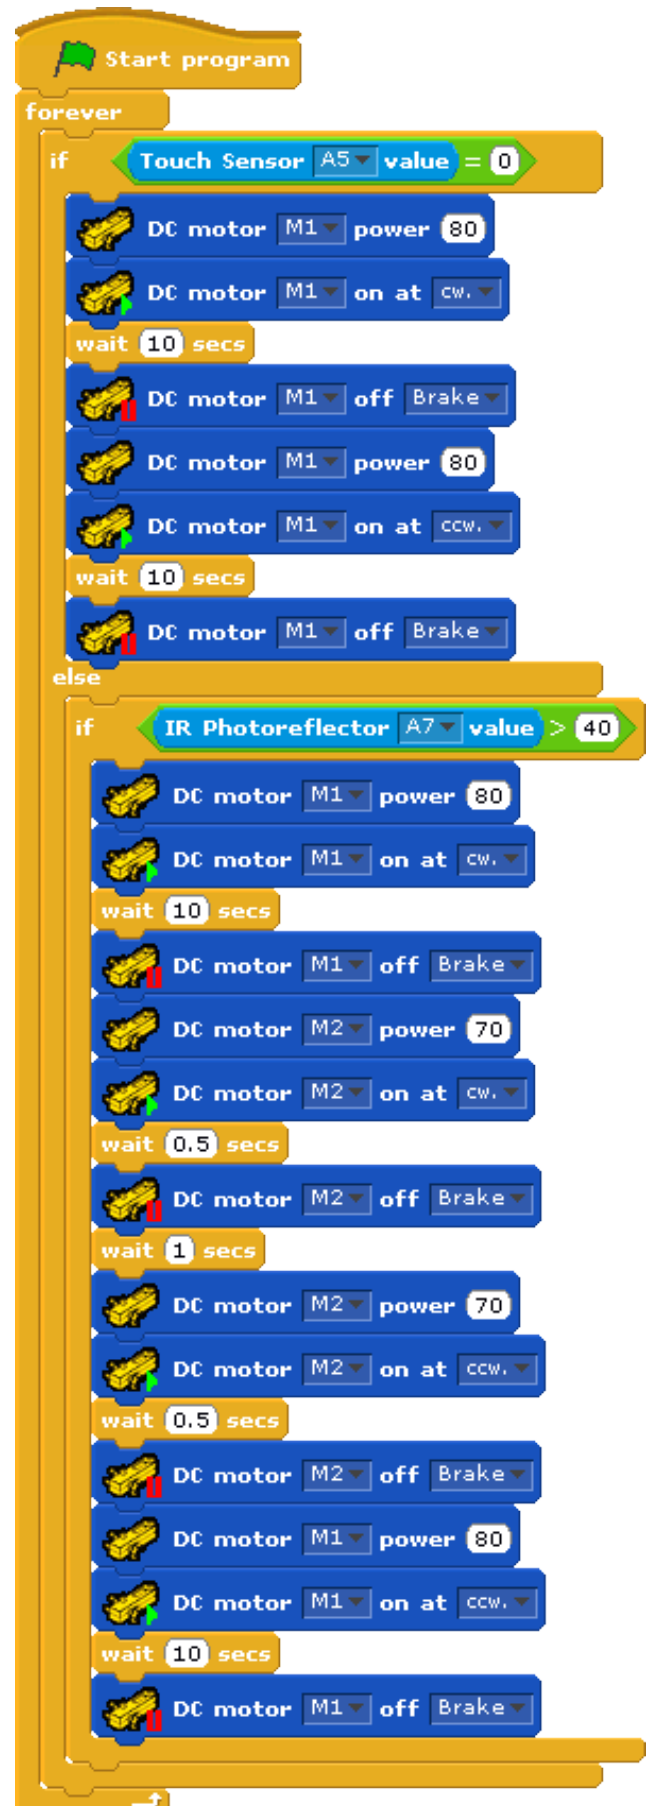 Start program
forever
if Touch Sensor A5 value = 0
DC motor M1 power 80
DC motor M1 on at cw.
wait 10 secs
DC motor M1 off Brake
DC motor M1 power 80
DC motor M1 on at ccw.
wait 10 secs
DC motor M1 off Brake
else
if IR Photoreflector A7 value > 40
DC motor M1 power 80
DC motor M1 on at cw.
wait 10 secs
DC motor M1 off Brake
DC motor M2 power 70
DC motor M2 on at cw.
wait 0.5 secs
DC motor M2 off Brake
wait 1 secs
DC motor M2 power 70
DC motor M2 on at ccw.
wait 0.5 secs
DC motor M2 off Brake
DC motor M1 power 80
DC motor M1 on at ccw.
wait 10 secs
DC motor M1 off Brake